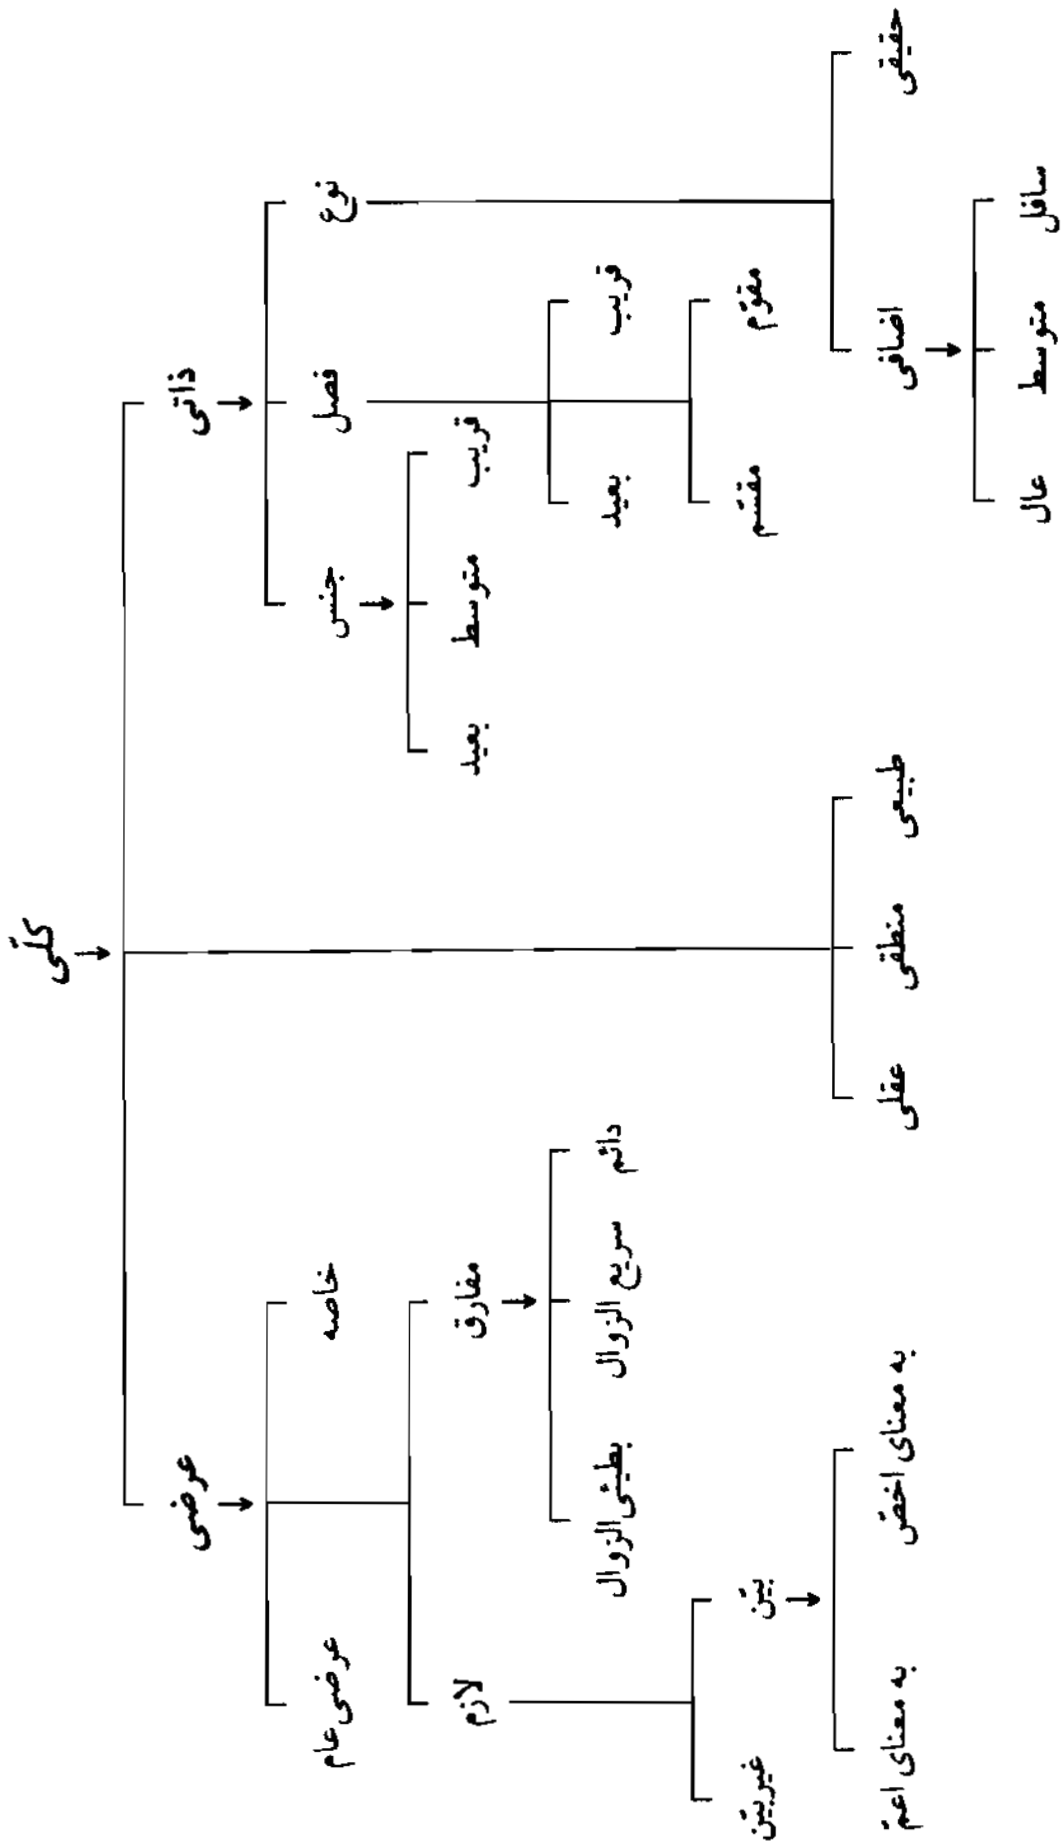 کلّی
ذاتی
عرضی
نوع
فصل
جنس
خاصه
عرضی عام
قریب
متوسط
بعید
مفارق
لازم
قریب
بعید
دائم
سریع الزوال
بطیئی الزوال
مقوّم
مقسّم
بیّن
غیربیّن
حقیقی
اضافی
طبیعی
منطقی
عقلی
به معنای اخصّ
به معنای اعمّ
سافل
متوسط
عال